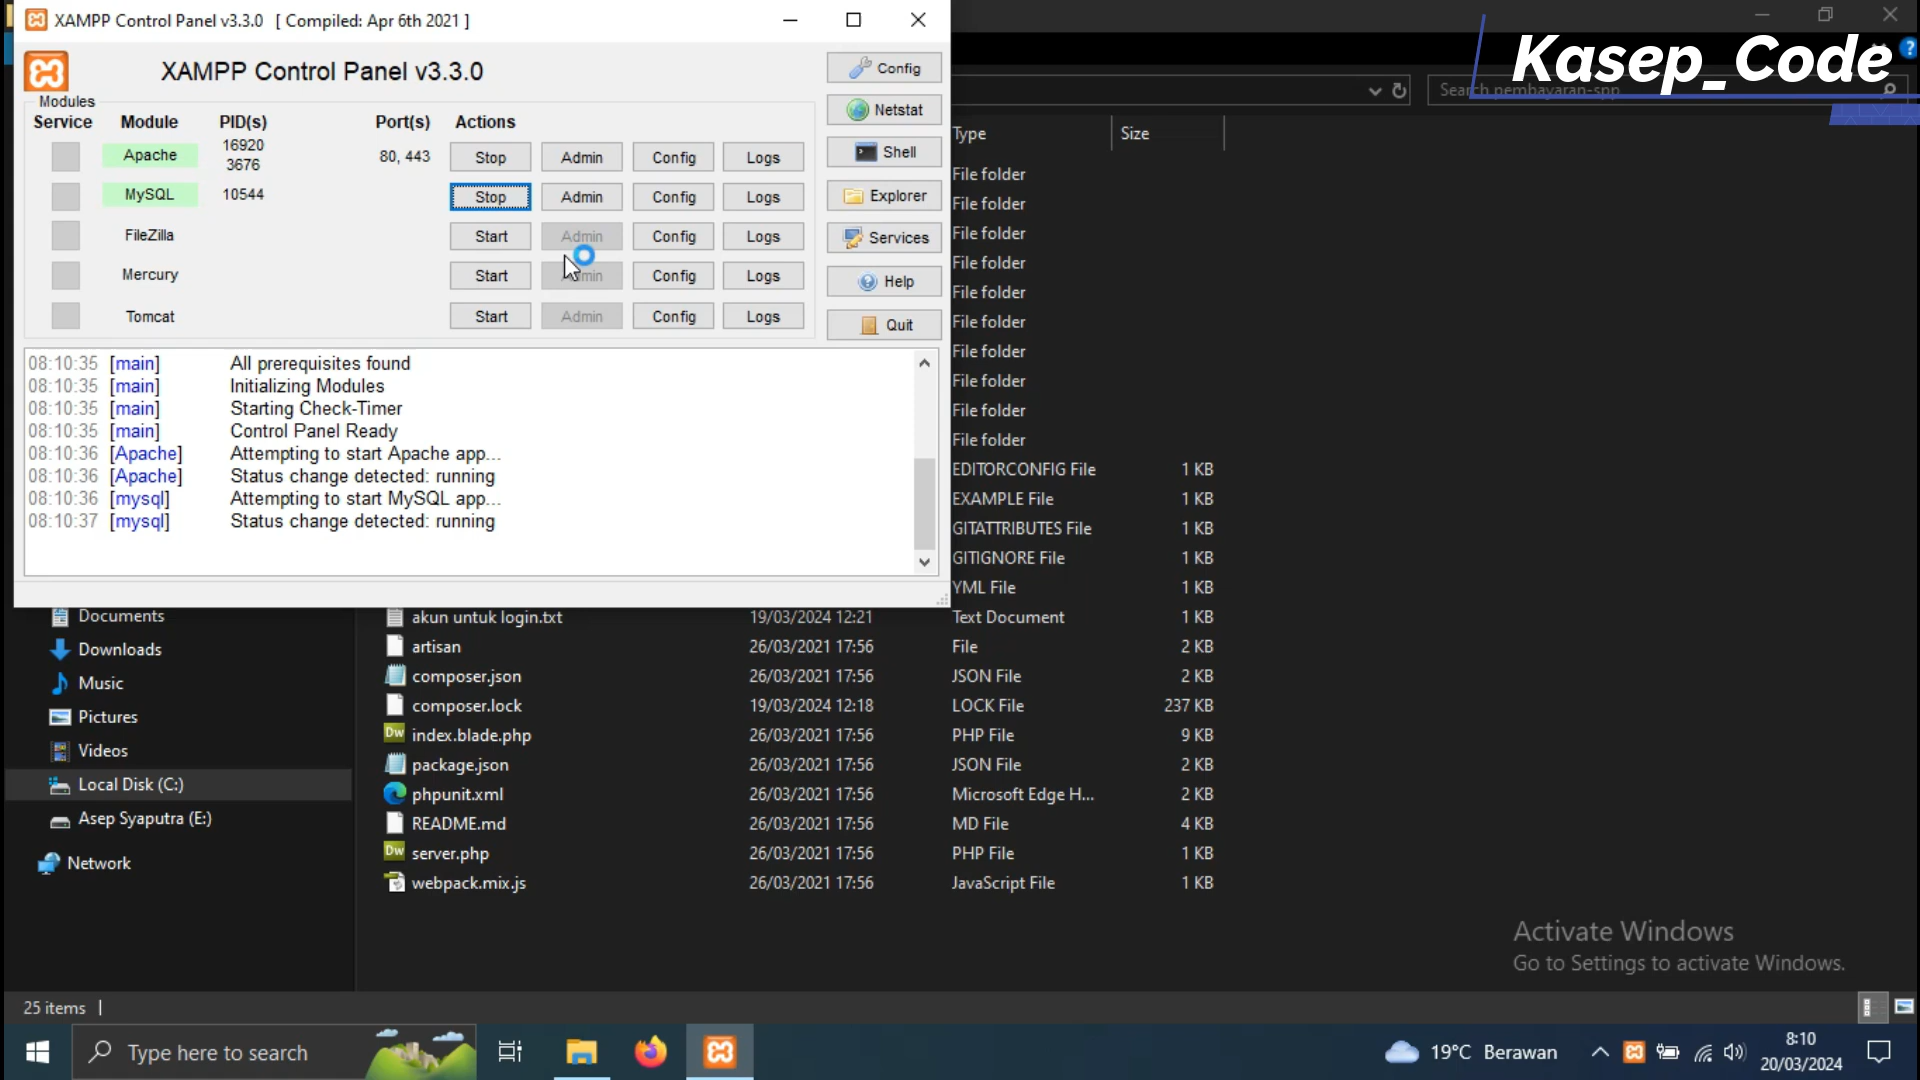 XAMPP Control Panel v3.3.0 [ Compiled: Apr 6th 2021 ]
Kasep_Code
XAMPP Control Panel v3.3.0
Config
Search pembayaran-spp
Modules
Service Module PID(s) Port(s) Actions
Netstat
Type Size
Apache 16920 3676 80, 443 Stop Admin Config Logs
Shell
File folder
MySQL 10544 Stop Admin Config Logs
Explorer
File folder
FileZilla Start Admin Config Logs
Services
File folder
File folder
Mercury Start Config Logs
Help
File folder
Tomcat Start Admin Config Logs
Quit
File folder
08:10:35 [main] All prerequisites found
File folder
08:10:35 [main] Initializing Modules
File folder
08:10:35 [main] Starting Check-Timer
File folder
08:10:35 [main] Control Panel Ready
File folder
08:10:36 [Apache] Attempting to start Apache app...
EDITORCONFIG File 1 KB
08:10:36 [Apache] Status change detected: running
EXAMPLE File 1 KB
08:10:36 [mysql] Attempting to start MySQL app...
GITATTRIBUTES File 1 KB
08:10:37 [mysql] Status change detected: running
GITIGNORE File 1 KB
YML File 1 KB
Documents
akun untuk login.txt 19/03/2024 12:21 Text Document 1 KB
Downloads
artisan 26/03/2021 17:56 File 2 KB
Music
composer.json 26/03/2021 17:56 JSON File 2 KB
Pictures
composer.lock 19/03/2024 12:18 LOCK File 237 KB
Videos
index.blade.php 26/03/2021 17:56 PHP File 9 KB
Local Disk (C:)
package.json 26/03/2021 17:56 JSON File 2 KB
Asep Syaputra (E:)
phpunit.xml 26/03/2021 17:56 Microsoft Edge H... 2 KB
README.md 26/03/2021 17:56 MD File 4 KB
Network
server.php 26/03/2021 17:56 PHP File 1 KB
webpack.mix.js 26/03/2021 17:56 JavaScript File 1 KB
Activate Windows
Go to Settings to activate Windows.
25 items
Type here to search
19°C Berawan
8:10
20/03/2024